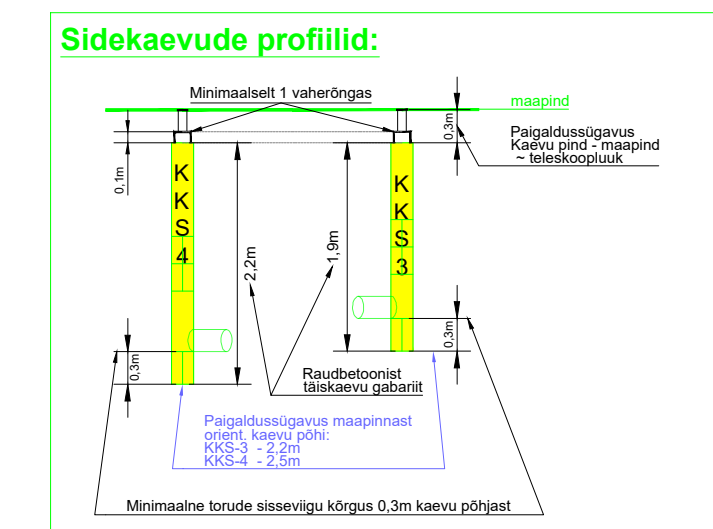 Sidekaevude profiilid:
Minimaalselt 1 vaherõngas
maapind
0,3m
Paigaldussügavus
Kaevu pind - maapind
~ teleskoopluuk
0,1m
KKS4
KKS3
2,2m
1,9m
0,3m
0,3m
Raudbetoonist
täiskaevu gabariit
Paigaldussügavus maapinnast
orient. kaevu põhi:
KKS-3 - 2,2m
KKS-4 - 2,5m
Minimaalne torude sisseviigu kõrgus 0,3m kaevu põhjast